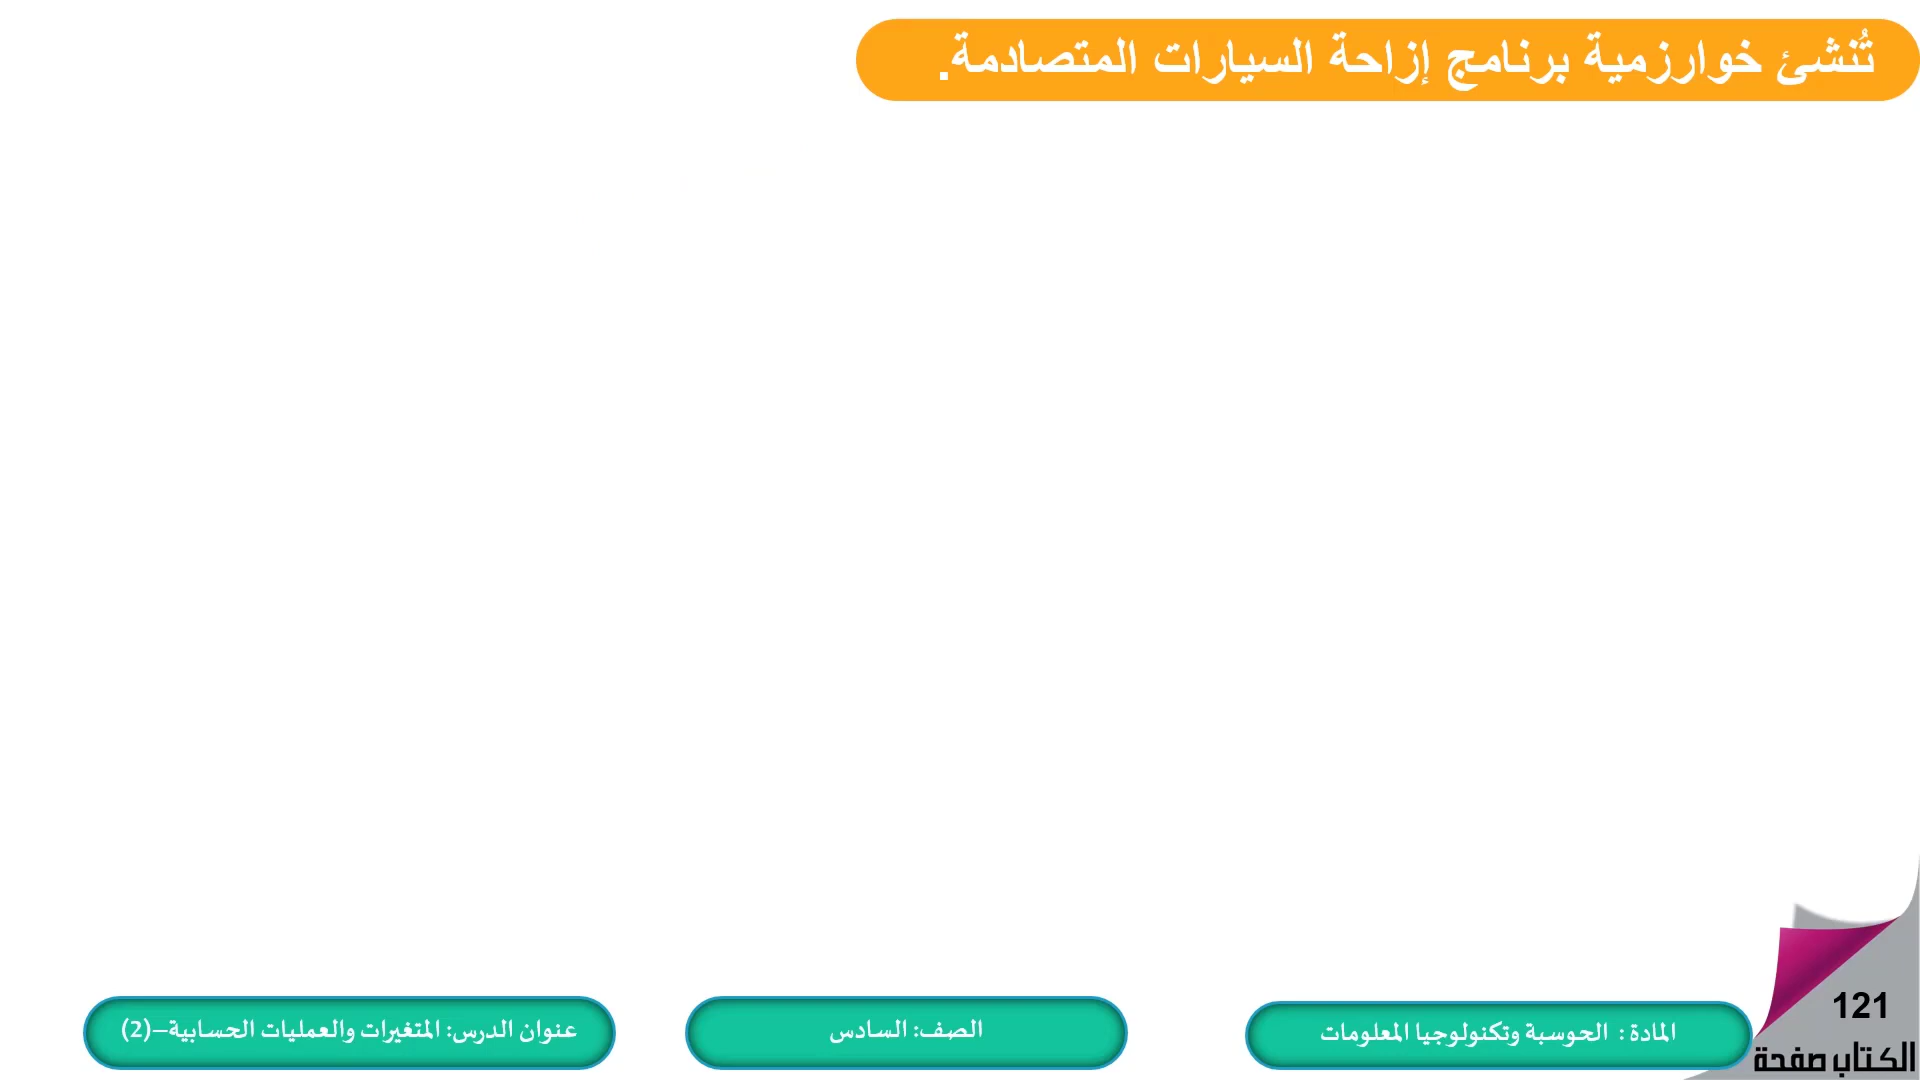 تُنشئ خوارزمية برنامج إزاحة السيارات المتصادمة.
121
الكتاب صفحة
المادة : الحوسبة وتكنولوجيا المعلومات
الصف: السادس
عنوان الدرس: المتغيرات والعمليات الحسابية–(2)